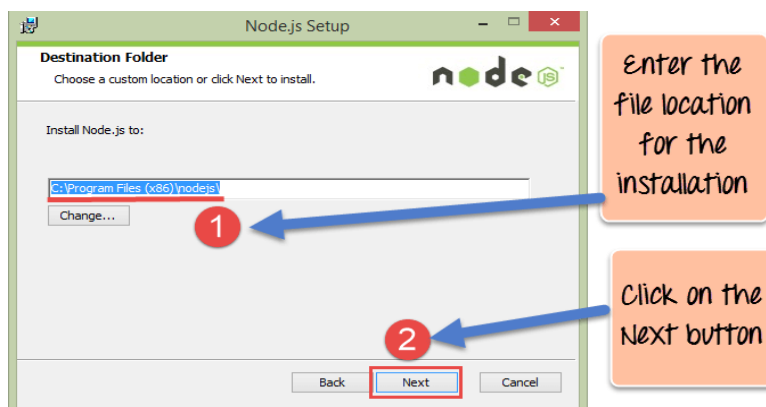 Node.js Setup
Destination Folder
Choose a custom location or click Next to install.
node
JS
Install Node.js to:
C:\Program Files (x86)\nodejs\
Change...
1
Enter the
file location
for the
installation
Click on the
Next button
2
Back
Next
Cancel